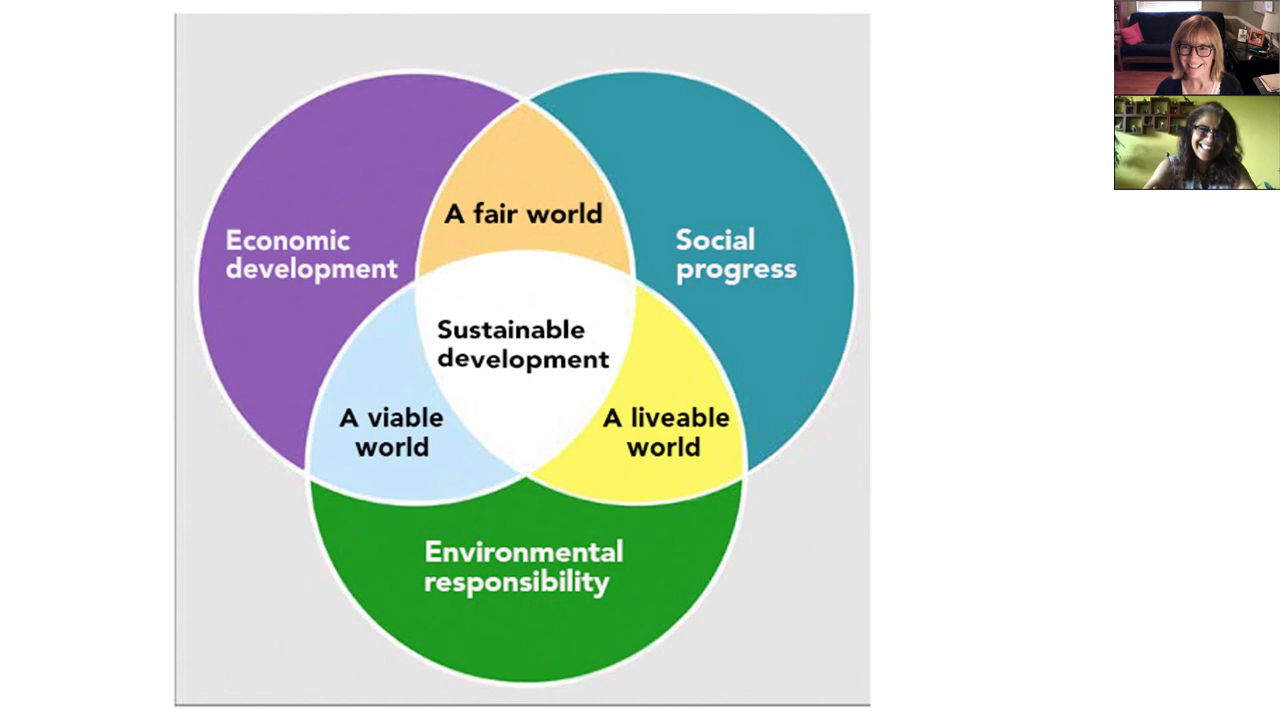 A fair world
Economic
development
Social
progress
Sustainable
development
A viable
world
A liveable
world
Environmental
responsibility